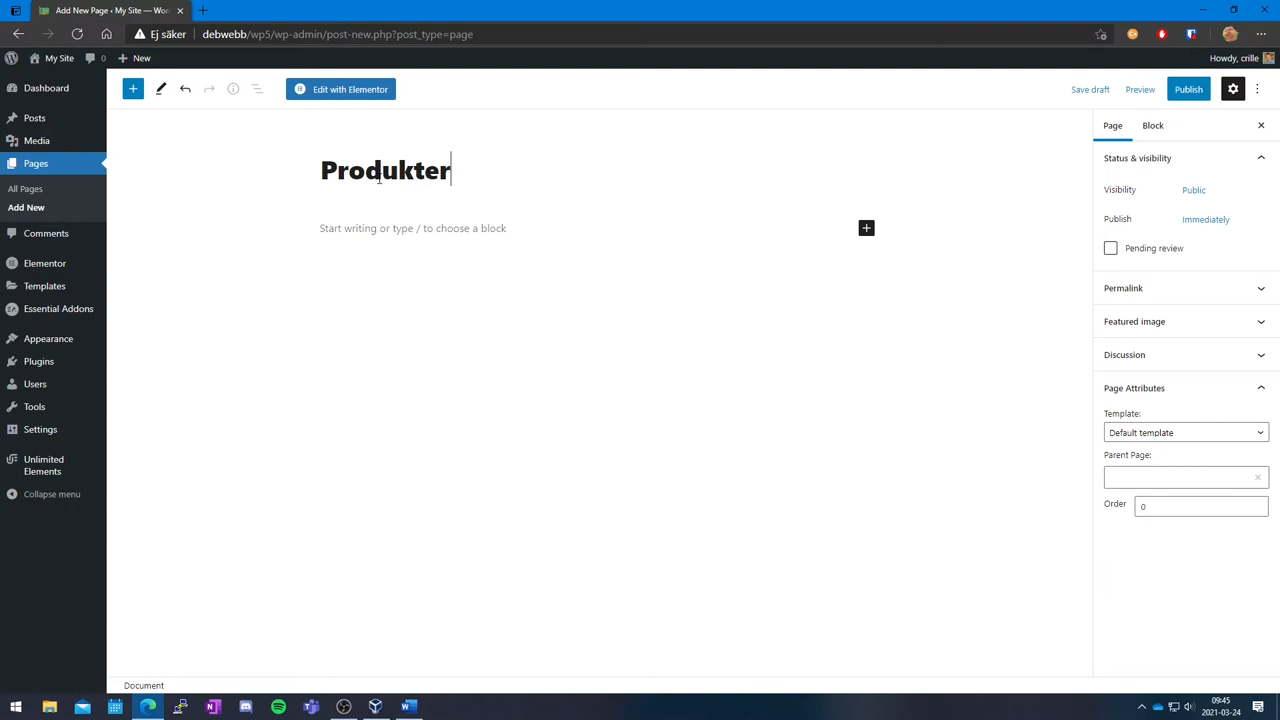 Add New Page ‹ My Site — Wor
Ej säker
debwebb/wp5/wp-admin/post-new.php?post_type=page
My Site
0
New
Howdy, crille
Dashboard
Posts
Media
Pages
All Pages
Add New
Comments
Elementor
Templates
Essential Addons
Appearance
Plugins
Users
Tools
Settings
Unlimited
Elements
Collapse menu
Edit with Elementor
Save draft
Preview
Publish
Produkter
Start writing or type / to choose a block
Page
Block
Status & visibility
Visibility
Public
Publish
Immediately
Pending review
Permalink
Featured image
Discussion
Page Attributes
Template:
Default template
Parent Page:
Order
0
Document
09:45
2021-03-24